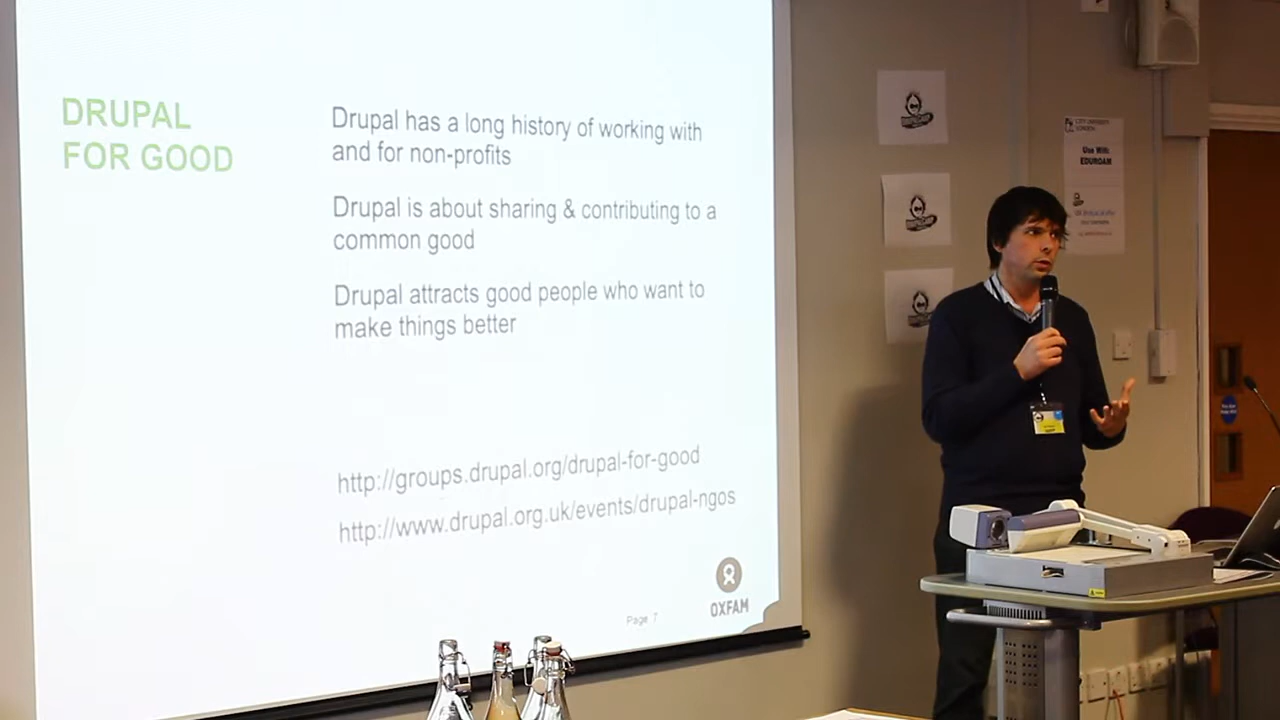 DRUPAL
FOR GOOD
Drupal has a long history of working with
and for non-profits
Drupal is about sharing & contributing to a
common good
Drupal attracts good people who want to
make things better
http://groups.drupal.org/drupal-for-good
http://www.drupal.org.uk/events/drupal-ngos
OXFAM
Page 7
CITY UNIVERSITY
LONDON
Use Wifi:
EDUROAM